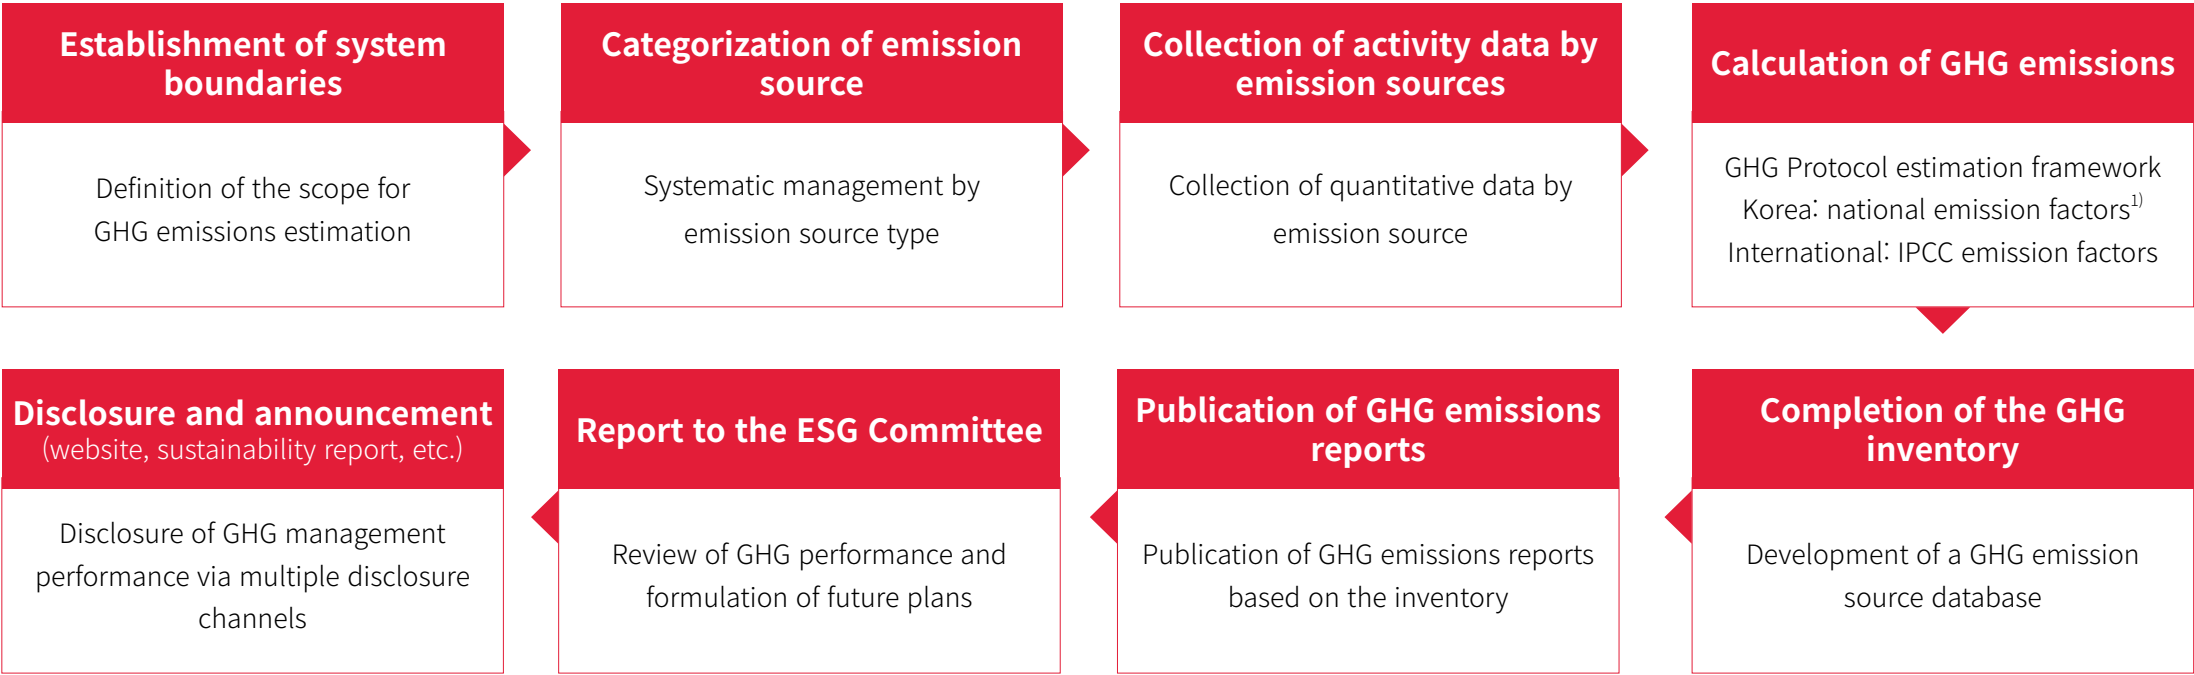 Establishment of system
boundaries
Definition of the scope for
GHG emissions estimation
Categorization of emission
source
Systematic management by
emission source type
Collection of activity data by
emission sources
Collection of quantitative data by
emission source
Calculation of GHG emissions
GHG Protocol estimation framework
Korea: national emission factors1)
International: IPCC emission factors
Completion of the GHG
inventory
Development of a GHG emission
source database
Publication of GHG emissions
reports
Publication of GHG emissions reports
based on the inventory
Report to the ESG Committee
Review of GHG performance and
formulation of future plans
Disclosure and announcement
(website, sustainability report, etc.)
Disclosure of GHG management
performance via multiple disclosure
channels